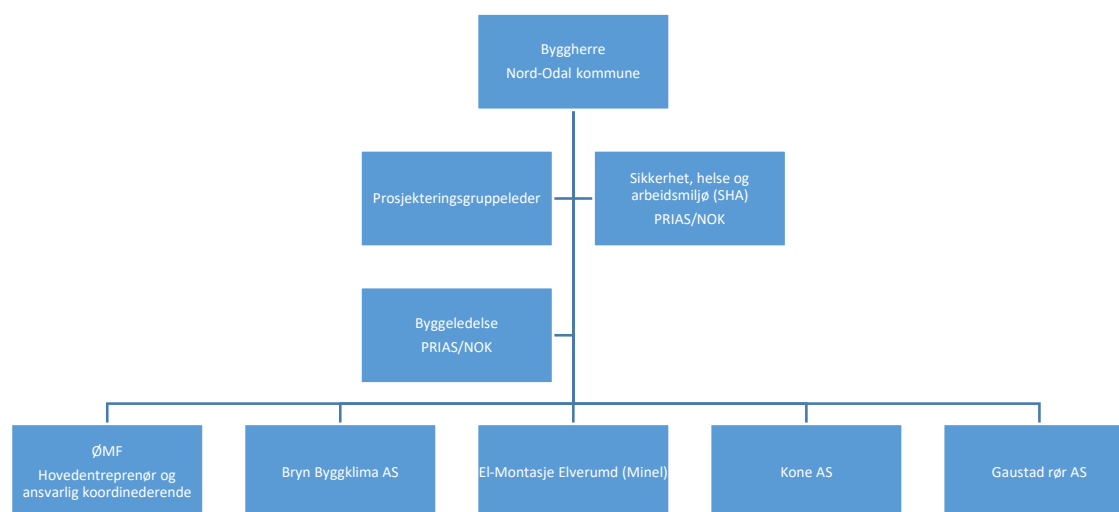 Byggherre
Nord-Odal kommune
Prosjekteringsgruppeleder
Sikkerhet, helse og
arbeidsmiljø (SHA)
PRIAS/NOK
Byggeledelse
PRIAS/NOK
ØMF
Hovedentreprenør og
ansvarlig koordinederende
Bryn Byggklima AS
El-Montasje Elverumd (Minel)
Kone AS
Gaustad rør AS